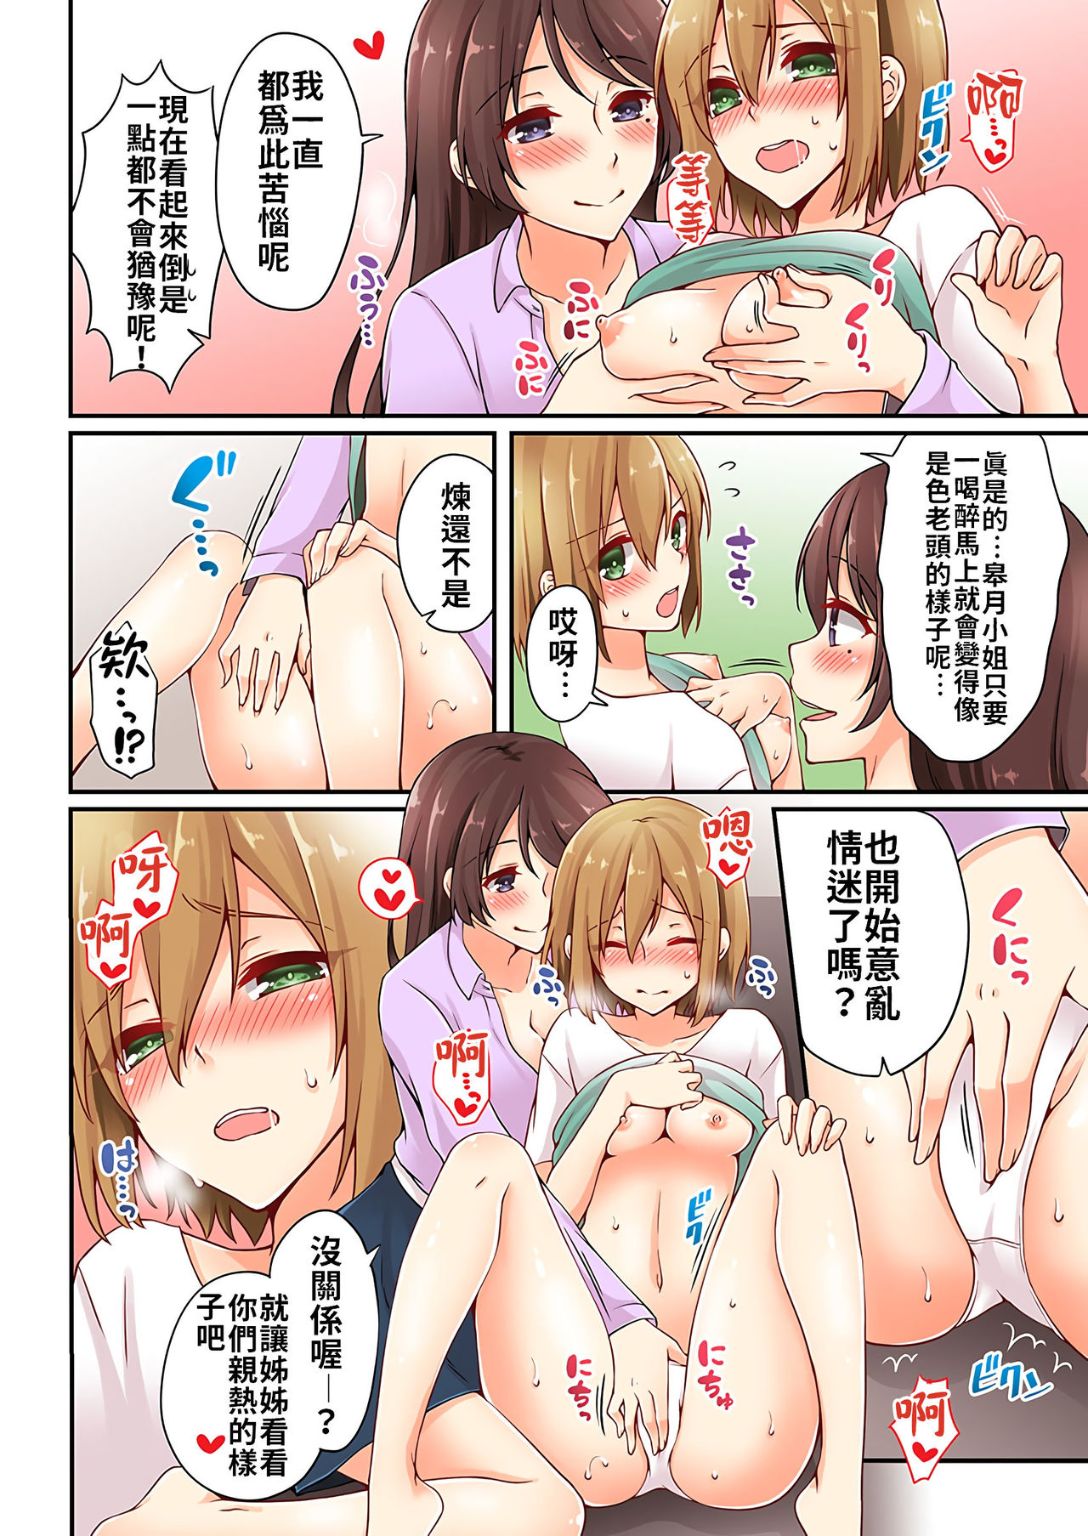 啊…っ♥
ビクン
等等
くり
くりっ
ふに
ふに
ふうっ…
我一直
都爲此苦惱呢
現在看起來倒是
一點都不會猶豫呢！
眞是的…皋月小姐只要
一喝醉馬上就會變得像
是色老頭的樣子呢…
ささっ
哎呀…
煉還不是
ぐ…っ
欸…っ!?
也開始意亂
情迷了嗎？
くにっ
ビクン
啊♥
嗯♥
ふっ
ふっ
啊…っ♥
ビク
にちゅ
にちっ
呀♥
啊♥
は…っ
沒關係喔—？
就讓姊姊看看
你們親熱的樣
子吧♥